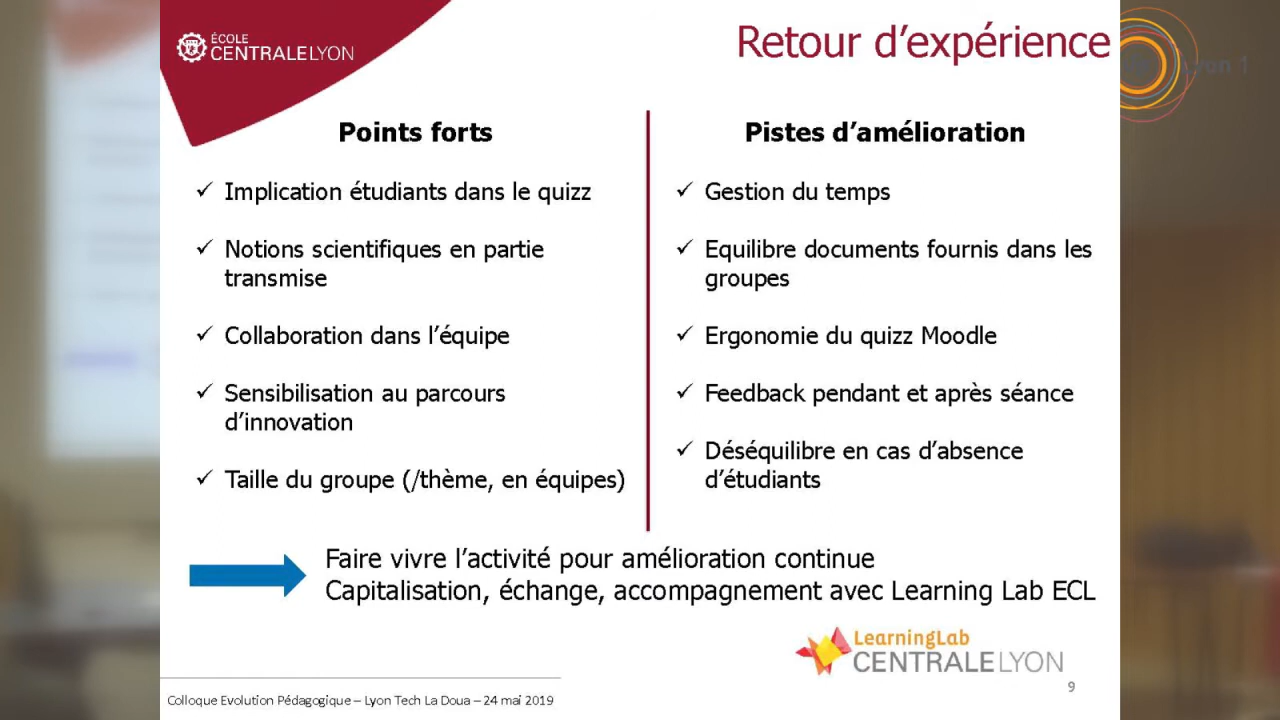 ÉCOLE
CENTRALELYON
Retour d’expérience
Points forts
Implication étudiants dans le quizz
Notions scientifiques en partie
transmise
Collaboration dans l’équipe
Sensibilisation au parcours
d’innovation
Taille du groupe (/thème, en équipes)
Pistes d’amélioration
Gestion du temps
Equilibre documents fournis dans les
groupes
Ergonomie du quizz Moodle
Feedback pendant et après séance
Déséquilibre en cas d’absence
d’étudiants
Faire vivre l’activité pour amélioration continue
Capitalisation, échange, accompagnement avec Learning Lab ECL
LearningLab
CENTRALELYON
9
Colloque Evolution Pédagogique – Lyon Tech La Doua – 24 mai 2019